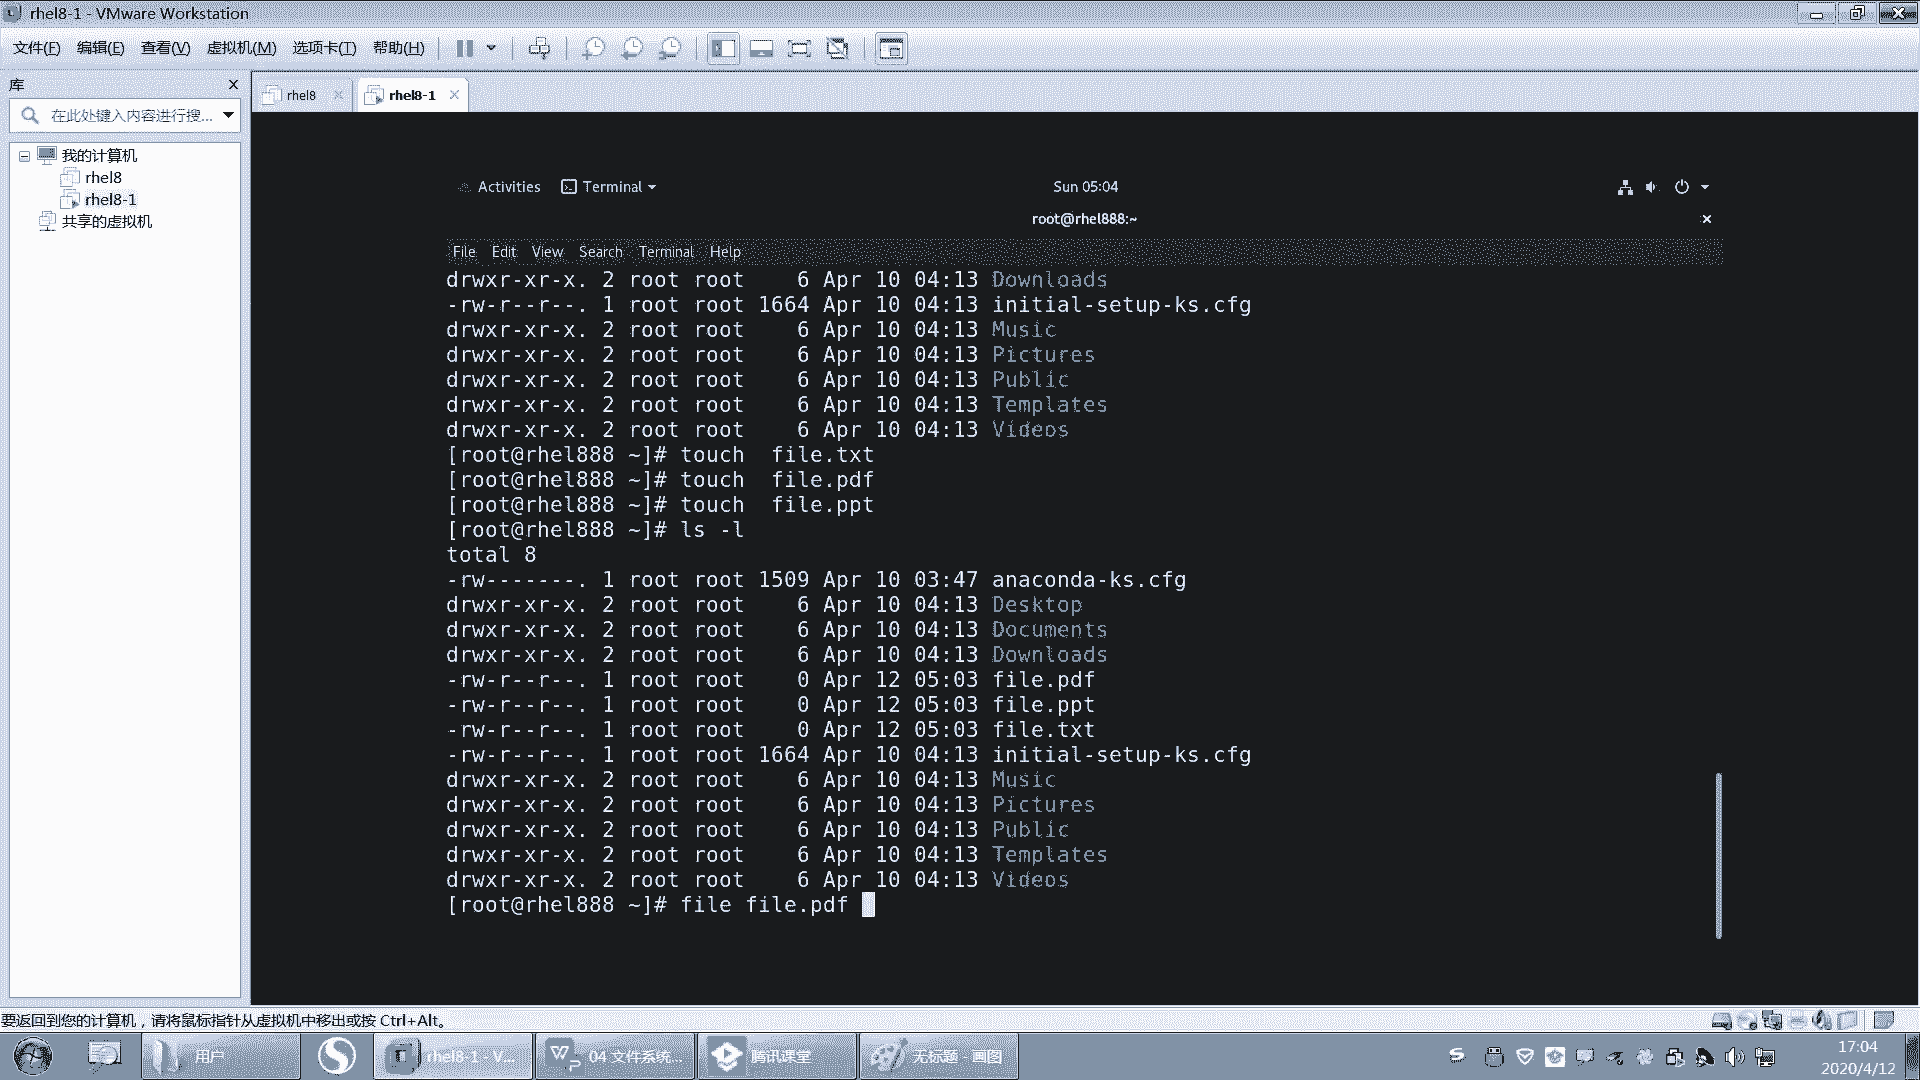 rhel8-1 - VMware Workstation
文件(F) 编辑(E) 查看(V) 虚拟机(M) 选项卡(T) 帮助(H)
库
在此处键入内容进行搜...
我的计算机
rhel8
rhel8-1
共享的虚拟机
rhel8 rhel8-1
Activities Terminal Sun 05:04
root@rhel888:~
File Edit View Search Terminal Help
drwxr-xr-x. 2 root root    6 Apr 10 04:13 Downloads
-rw-r--r--. 1 root root 1664 Apr 10 04:13 initial-setup-ks.cfg
drwxr-xr-x. 2 root root    6 Apr 10 04:13 Music
drwxr-xr-x. 2 root root    6 Apr 10 04:13 Pictures
drwxr-xr-x. 2 root root    6 Apr 10 04:13 Public
drwxr-xr-x. 2 root root    6 Apr 10 04:13 Templates
drwxr-xr-x. 2 root root    6 Apr 10 04:13 Videos
[root@rhel888 ~]# touch  file.txt
[root@rhel888 ~]# touch  file.pdf
[root@rhel888 ~]# touch  file.ppt
[root@rhel888 ~]# ls -l
total 8
-rw-------. 1 root root 1509 Apr 10 03:47 anaconda-ks.cfg
drwxr-xr-x. 2 root root    6 Apr 10 04:13 Desktop
drwxr-xr-x. 2 root root    6 Apr 10 04:13 Documents
drwxr-xr-x. 2 root root    6 Apr 10 04:13 Downloads
-rw-r--r--. 1 root root    0 Apr 12 05:03 file.pdf
-rw-r--r--. 1 root root    0 Apr 12 05:03 file.ppt
-rw-r--r--. 1 root root    0 Apr 12 05:03 file.txt
-rw-r--r--. 1 root root 1664 Apr 10 04:13 initial-setup-ks.cfg
drwxr-xr-x. 2 root root    6 Apr 10 04:13 Music
drwxr-xr-x. 2 root root    6 Apr 10 04:13 Pictures
drwxr-xr-x. 2 root root    6 Apr 10 04:13 Public
drwxr-xr-x. 2 root root    6 Apr 10 04:13 Templates
drwxr-xr-x. 2 root root    6 Apr 10 04:13 Videos
[root@rhel888 ~]# file file.pdf
要返回到您的计算机，请将鼠标指针从虚拟机中移出或按 Ctrl+Alt。
用户 rhel8-1 - V... 04 文件系统... 腾讯课堂 无标题 - 画图
17:04
2020/4/12